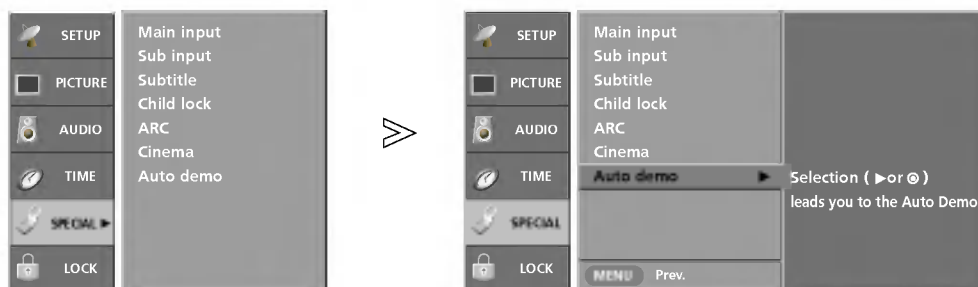 SETUP
PICTURE
AUDIO
TIME
SPECIAL ▶
LOCK
Main input
Sub input
Subtitle
Child lock
ARC
Cinema
Auto demo
SETUP
PICTURE
AUDIO
TIME
SPECIAL
LOCK
Main input
Sub input
Subtitle
Child lock
ARC
Cinema
Auto demo ▶
MENU Prev.
Selection ( ▶or ◉ )
leads you to the Auto Demo